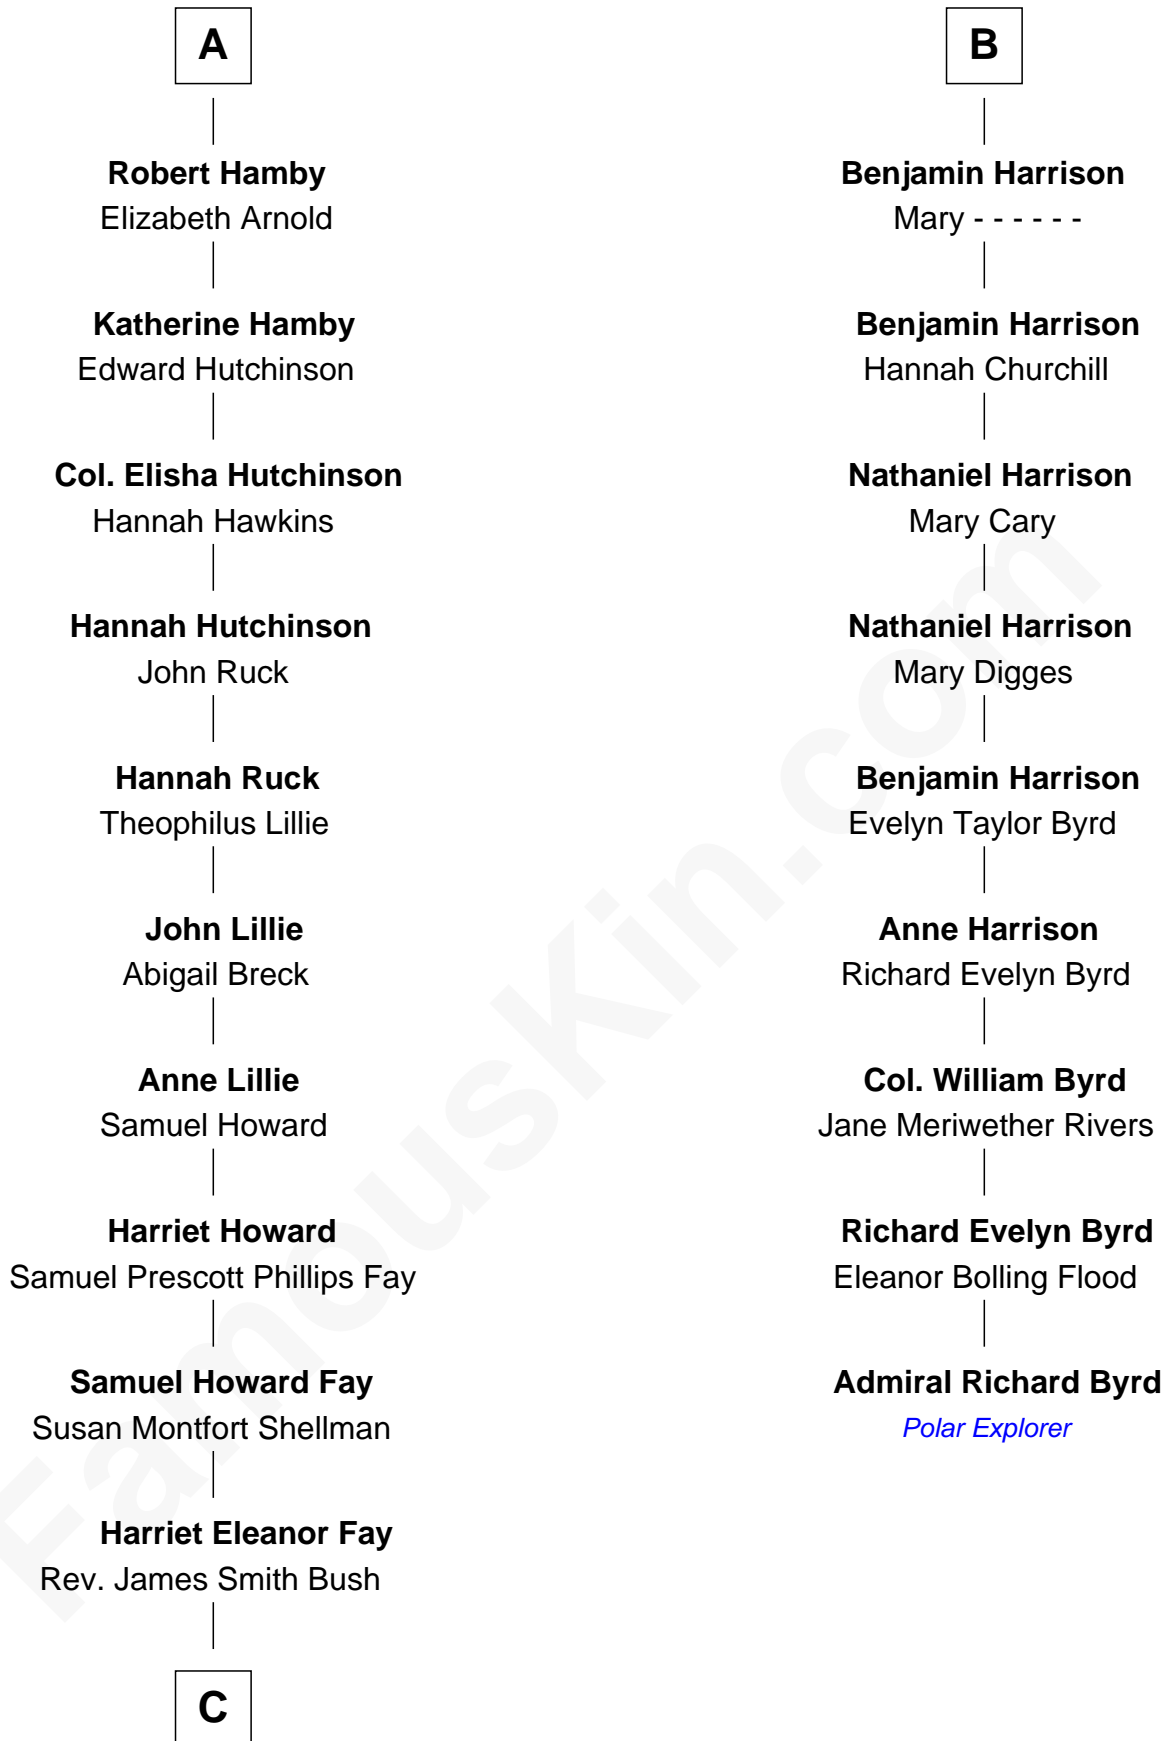 A
Robert Hamby
Elizabeth Arnold
Katherine Hamby
Edward Hutchinson
Col. Elisha Hutchinson
Hannah Hawkins
Hannah Hutchinson
John Ruck
Hannah Ruck
Theophilus Lillie
John Lillie
Abigail Breck
Anne Lillie
Samuel Howard
Harriet Howard
Samuel Prescott Phillips Fay
Samuel Howard Fay
Susan Montfort Shellman
Harriet Eleanor Fay
Rev. James Smith Bush
C
B
Benjamin Harrison
Mary - - - - - -
Benjamin Harrison
Hannah Churchill
Nathaniel Harrison
Mary Cary
Nathaniel Harrison
Mary Digges
Benjamin Harrison
Evelyn Taylor Byrd
Anne Harrison
Richard Evelyn Byrd
Col. William Byrd
Jane Meriwether Rivers
Richard Evelyn Byrd
Eleanor Bolling Flood
Admiral Richard Byrd
Polar Explorer
FamousKin.com